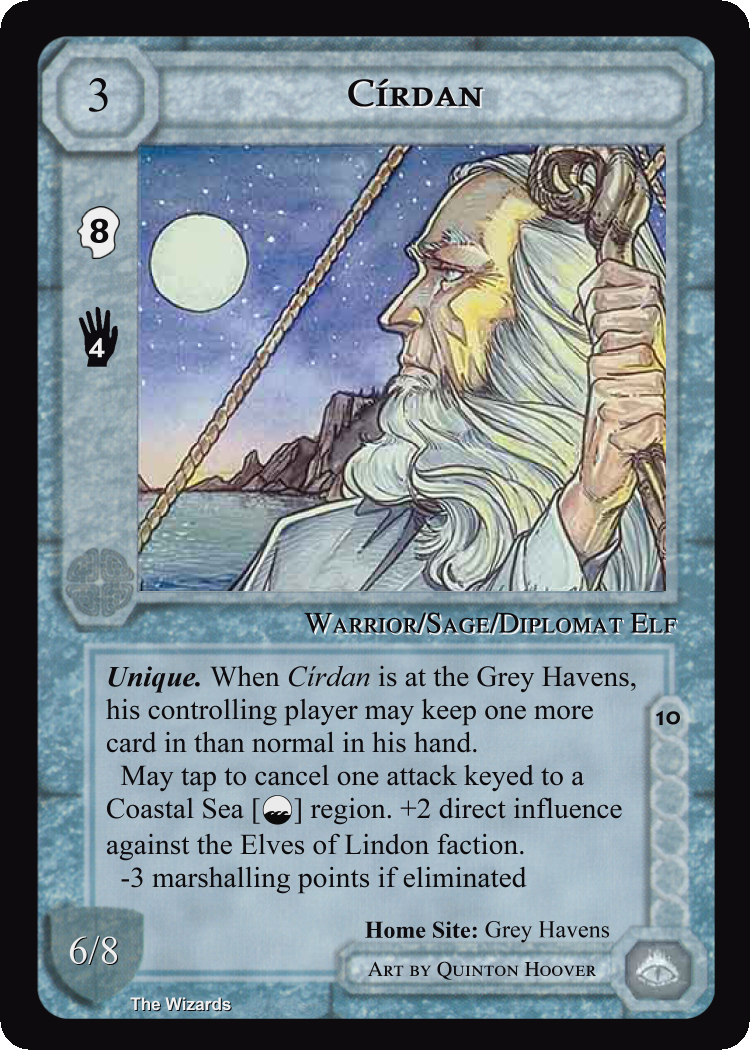 3
CÍRDAN
8
4
WARRIOR/SAGE/DIPLOMAT ELF
Unique. When Círdan is at the Grey Havens,
his controlling player may keep one more
card in than normal in his hand.
May tap to cancel one attack keyed to a
Coastal Sea [ ] region. +2 direct influence
against the Elves of Lindon faction.
-3 marshalling points if eliminated
10
Home Site: Grey Havens
6/8
ART BY QUINTON HOOVER
The Wizards